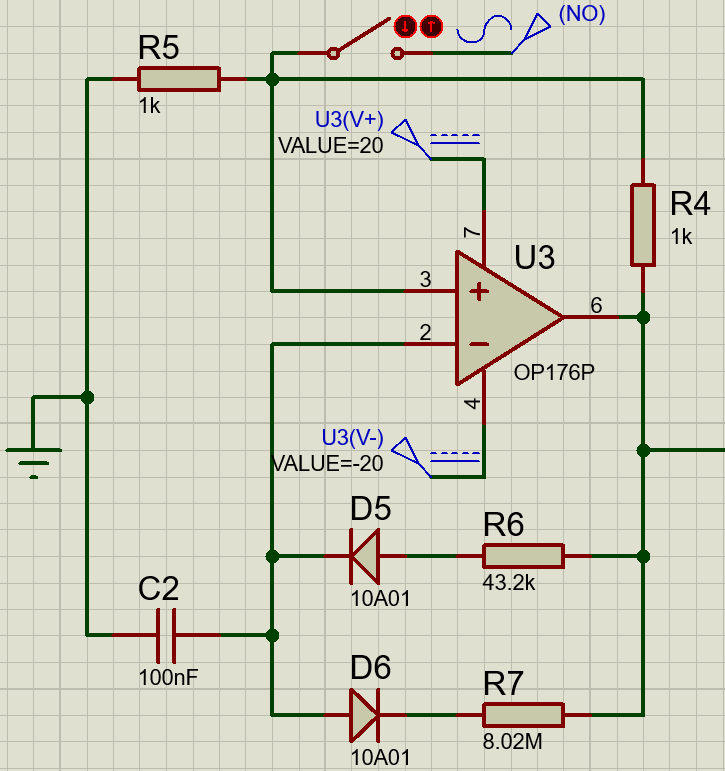 (NO)
R5
1k
U3(V+)
VALUE=20
R4
1k
7
U3
3
6
2
OP176P
4
U3(V-)
VALUE=-20
D5
R6
10A01
43.2k
C2
100nF
D6
R7
10A01
8.02M